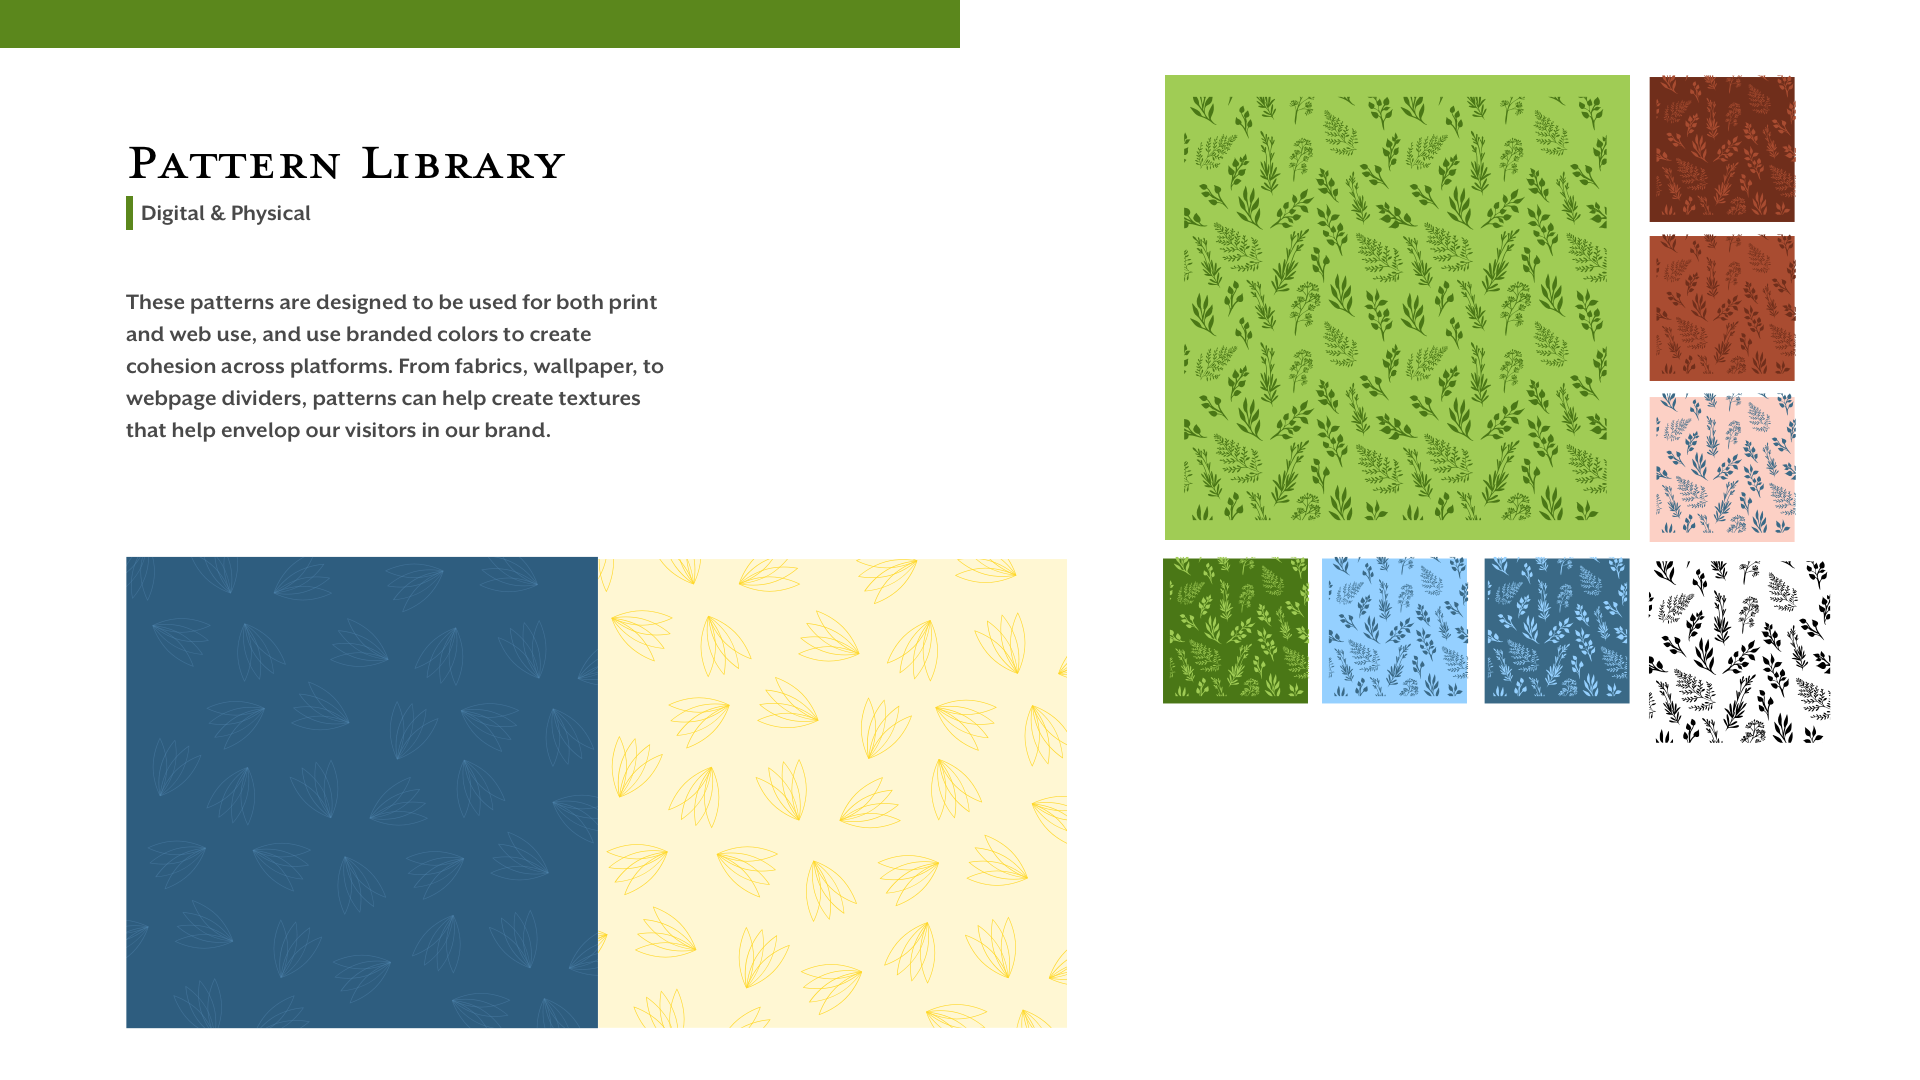 Pattern Library
Digital & Physical
These patterns are designed to be used for both print
and web use, and use branded colors to create
cohesion across platforms. From fabrics, wallpaper, to
webpage dividers, patterns can help create textures
that help envelop our visitors in our brand.